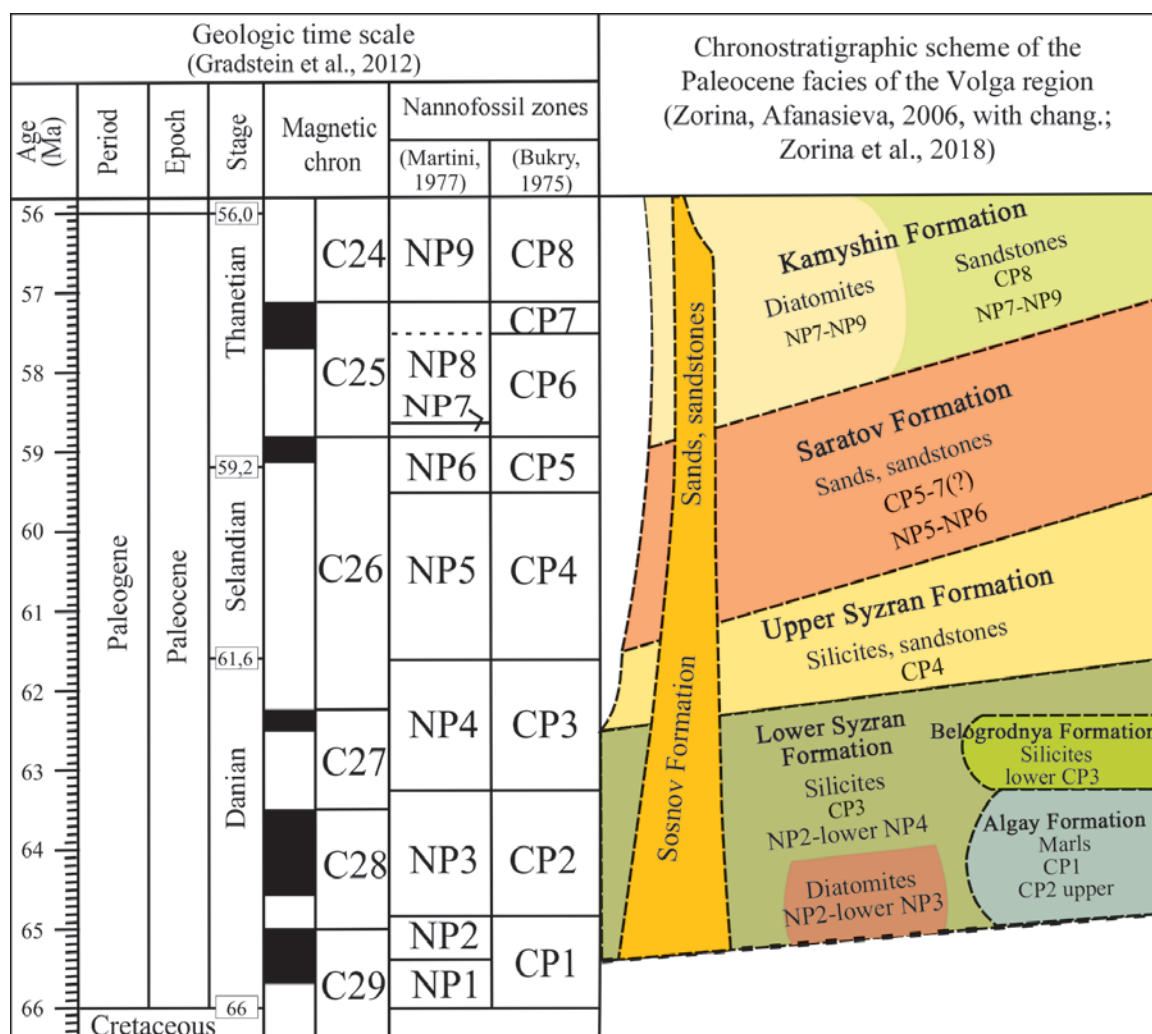 Geologic time scale
(Gradstein et al., 2012)
Chronostratigraphic scheme of the
Paleocene facies of the Volga region
(Zorina, Afanasieva, 2006, with chang.;
Zorina et al., 2018)
Age
(Ma)
Period
Epoch
Stage
Magnetic
chron
Nannofossil zones
(Martini,
1977)
(Bukry,
1975)
56
57
58
59
60
61
62
63
64
65
66
Paleogene
Cretaceous
Paleocene
56,0
Thanetian
59,2
Selandian
61,6
Danian
66
C24
C25
C26
C27
C28
C29
NP9
NP8
NP7
NP6
NP5
NP4
NP3
NP2
NP1
CP8
CP7
CP6
CP5
CP4
CP3
CP2
CP1
Sands, sandstones
Sosnov Formation
Kamyshin Formation
Diatomites
NP7-NP9
Sandstones
CP8
NP7-NP9
Saratov Formation
Sands, sandstones
CP5-7(?)
NP5-NP6
Upper Syzran Formation
Silicites, sandstones
CP4
Lower Syzran
Formation
Silicites
CP3
NP2-lower NP4
Diatomites
NP2-lower NP3
Belogrodnya Formation
Silicites
lower CP3
Algay Formation
Marls
CP1
CP2 upper